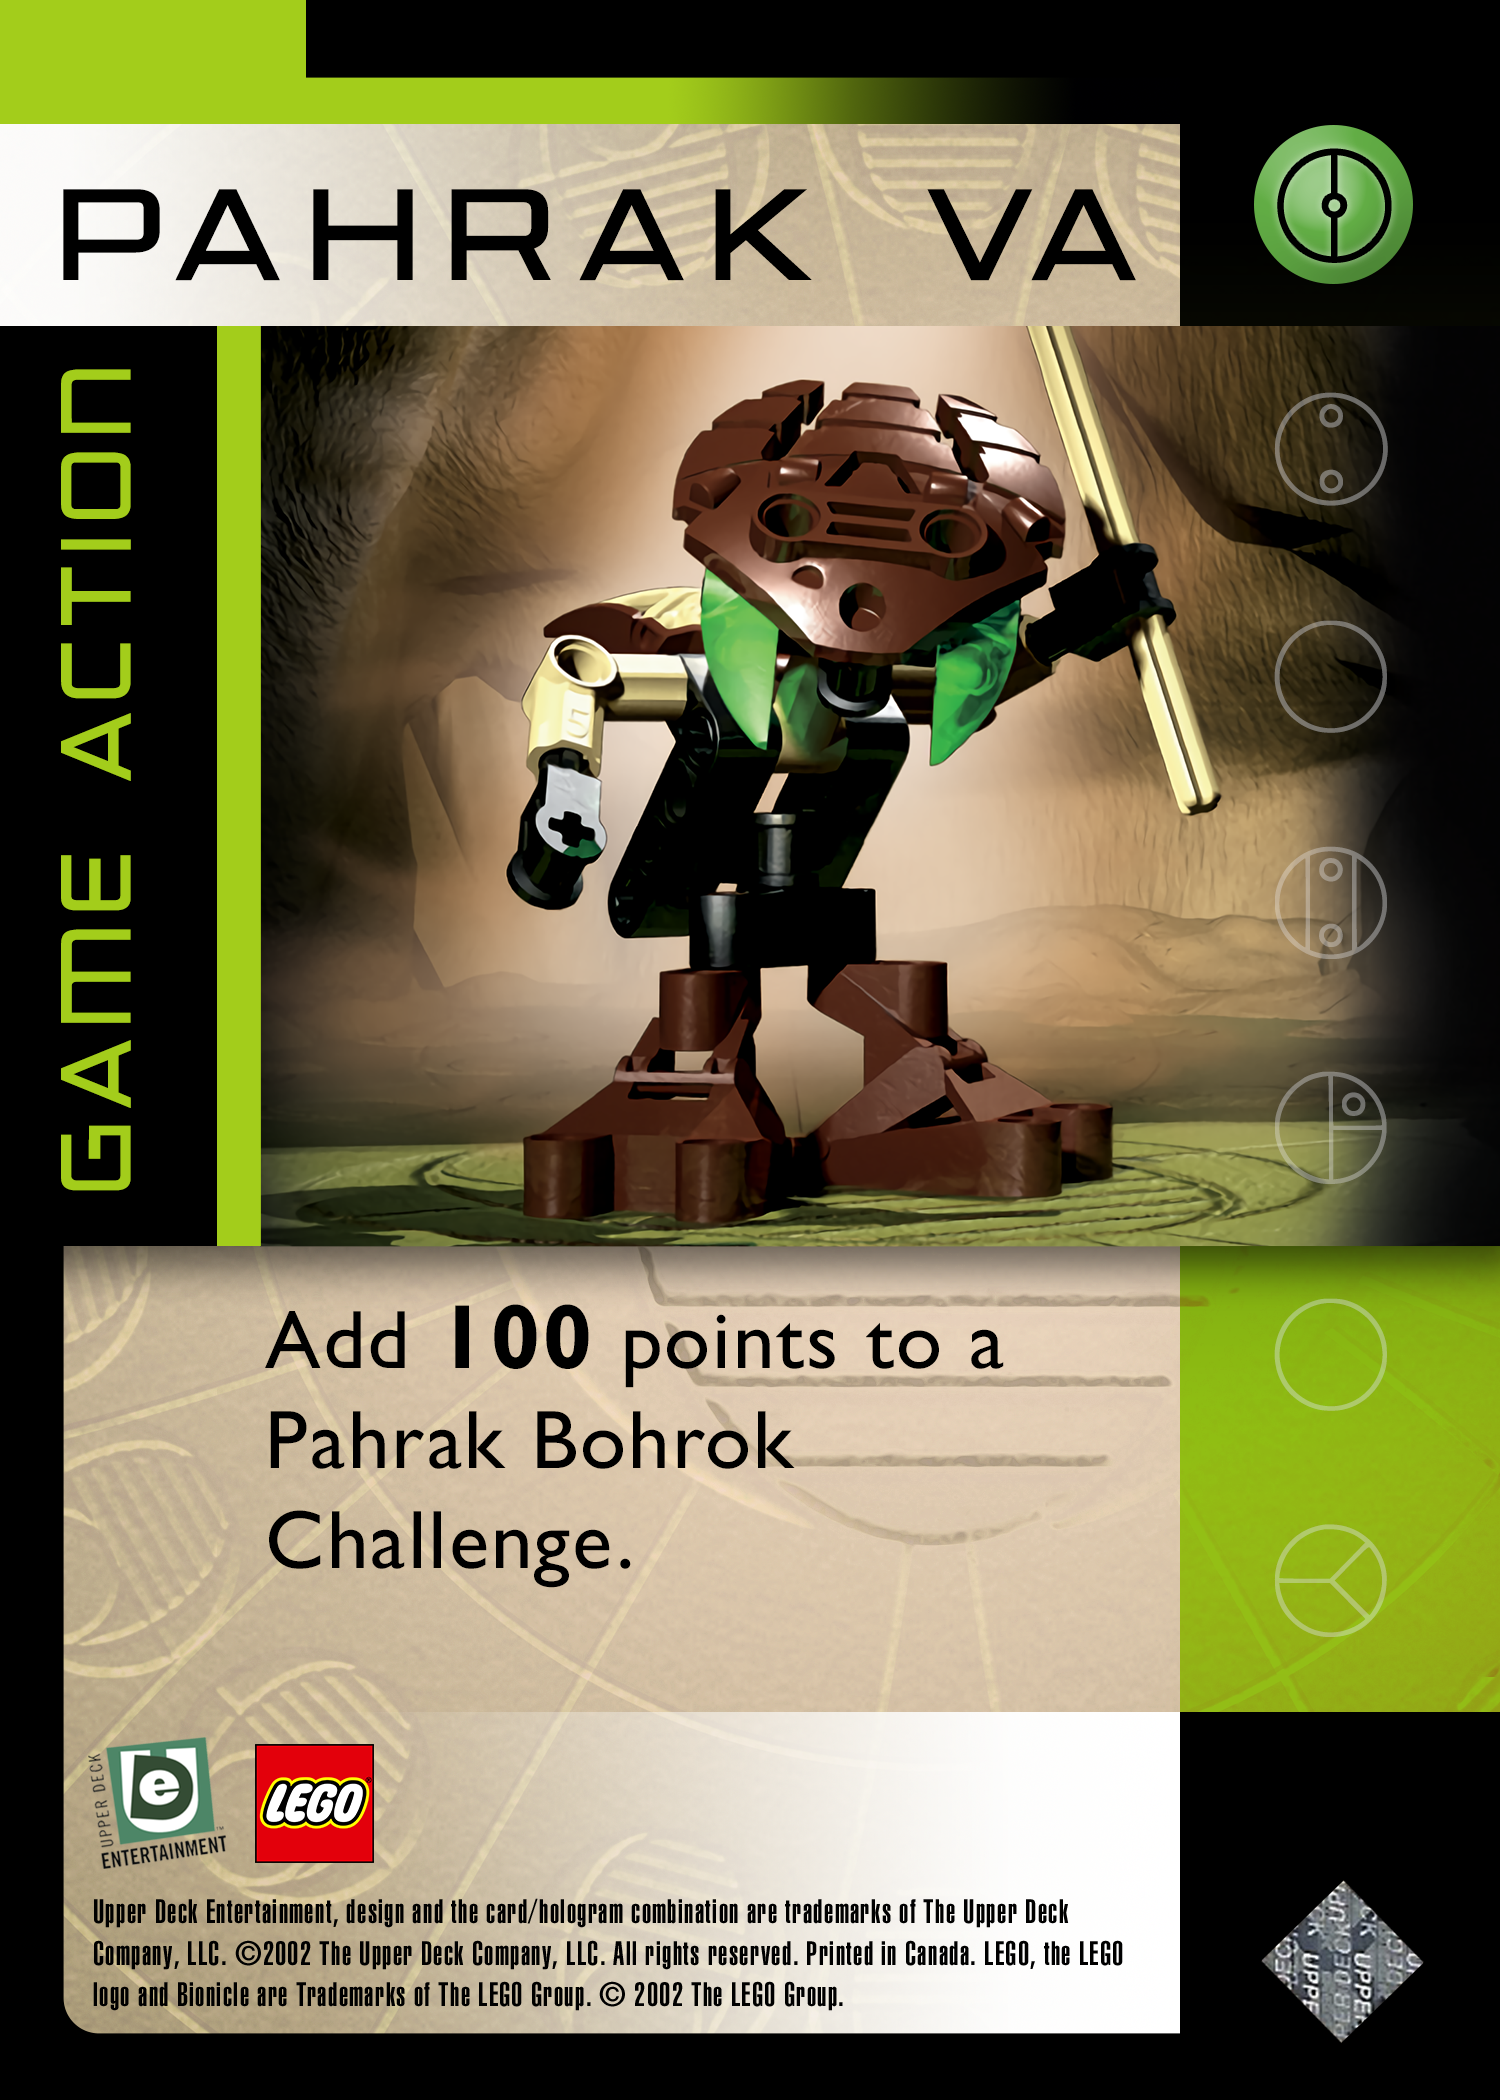 PAHRAK VA
GAME ACTION
Add 100 points to a
Pahrak Bohrok
Challenge.
UPPER DECK
UDe
ENTERTAINMENT™
LEGO
Upper Deck Entertainment, design and the card/hologram combination are trademarks of The Upper Deck
Company, LLC. ©2002 The Upper Deck Company, LLC. All rights reserved. Printed in Canada. LEGO, the LEGO
logo and Bionicle are Trademarks of The LEGO Group. © 2002 The LEGO Group.